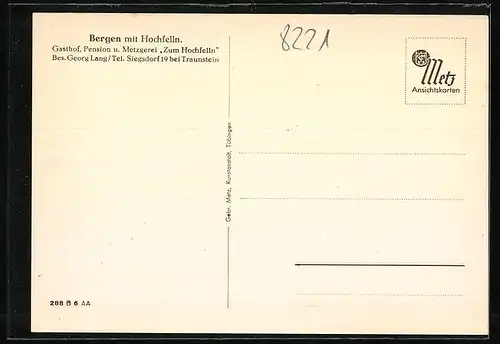 Bergen mit Hochfelln.
Gasthof, Pension u. Metzgerei „Zum Hochfelln"
Bes. Georg Lang/Tel. Siegsdorf 19 bei Traunstein
8221
Metz
Ansichtskarten
Gebr. Metz, Kunstanstalt, Tübingen
288 B 6 AA